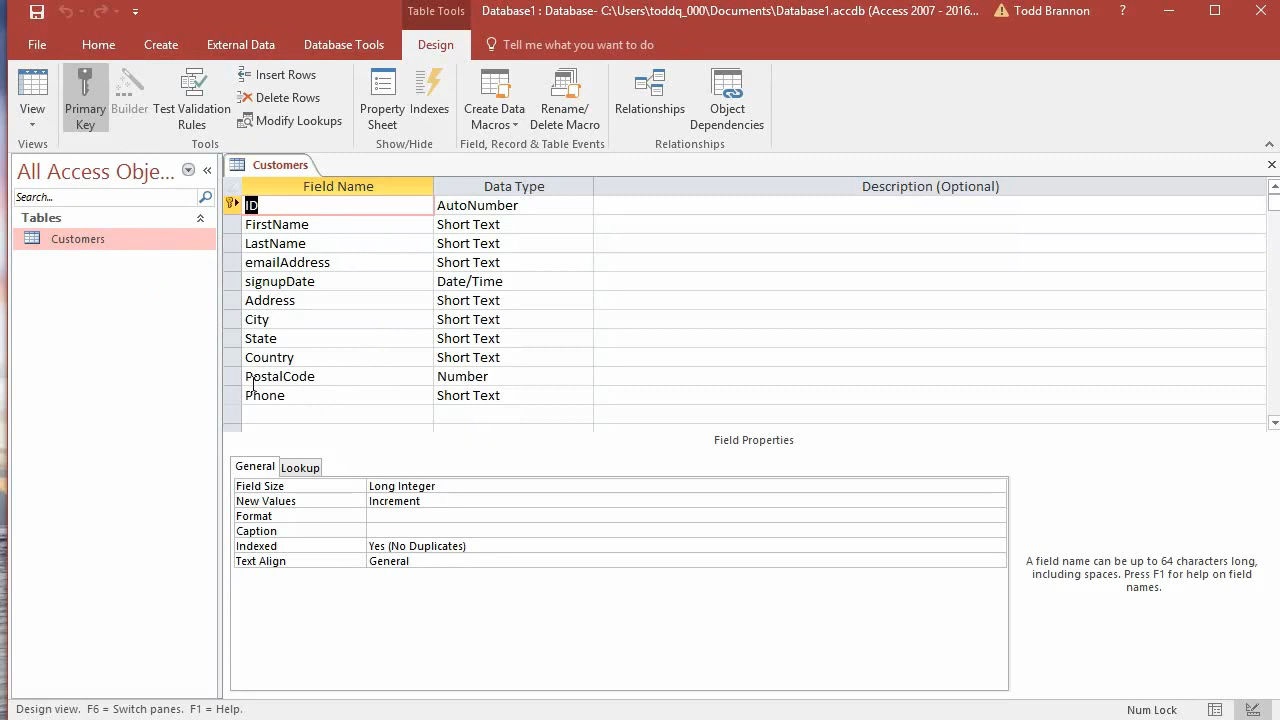 Table Tools
Database1 : Database- C:\Users\toddq_000\Documents\Database1.accdb (Access 2007 - 2016...
Todd Brannon
?
File
Home
Create
External Data
Database Tools
Design
Tell me what you want to do
View
Views
Primary Key
Builder
Test Validation Rules
Insert Rows
Delete Rows
Modify Lookups
Tools
Property Sheet
Indexes
Show/Hide
Create Data Macros
Rename/ Delete Macro
Field, Record & Table Events
Relationships
Object Dependencies
Relationships
All Access Obje...
Search...
Tables
Customers
Customers
Field Name Data Type Description (Optional)
ID AutoNumber
FirstName Short Text
LastName Short Text
emailAddress Short Text
signupDate Date/Time
Address Short Text
City Short Text
State Short Text
Country Short Text
PostalCode Number
Phone Short Text
Field Properties
General Lookup
Field Size Long Integer
New Values Increment
Format
Caption
Indexed Yes (No Duplicates)
Text Align General
A field name can be up to 64 characters long,
including spaces. Press F1 for help on field
names.
Design view. F6 = Switch panes. F1 = Help.
Num Lock